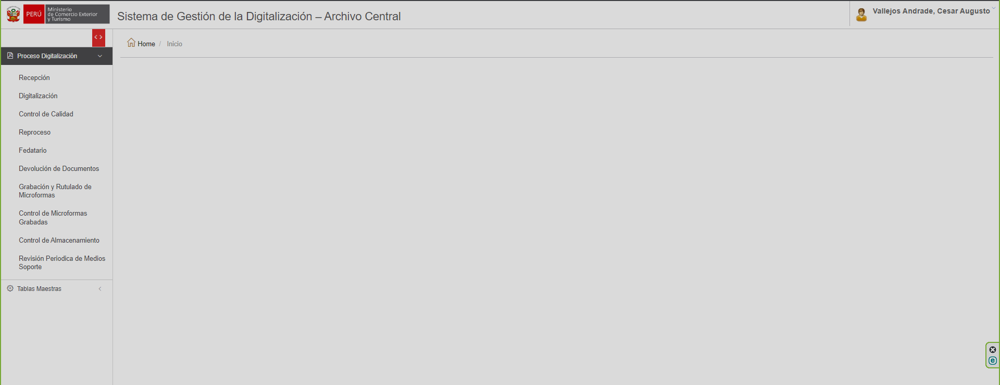 PERÚ
Ministerio
de Comercio Exterior
y Turismo
Sistema de Gestión de la Digitalización – Archivo Central
Vallejos Andrade, Cesar Augusto
Home / Inicio
Proceso Digitalización
Recepción
Digitalización
Control de Calidad
Reproceso
Fedatario
Devolución de Documentos
Grabación y Rutulado de
Microformas
Control de Microformas
Grabadas
Control de Almacenamiento
Revisión Periodica de Medios
Soporte
Tablas Maestras